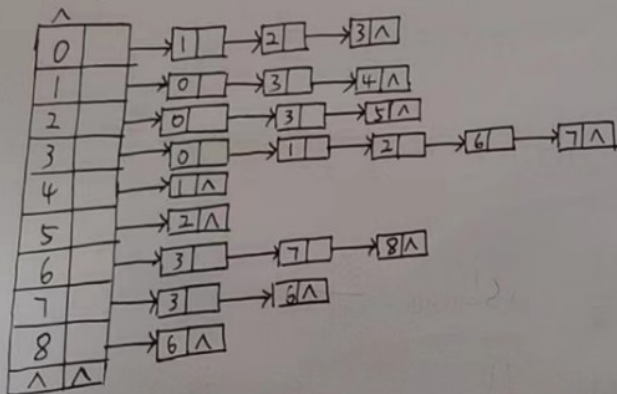 ^
0 1 2 3 ^
1 0 3 4 ^
2 0 3 5 ^
3 0 1 2 6 7 ^
4 1 ^
5 2 ^
6 3 7 8 ^
7 3 6 ^
8 6 ^
^ ^